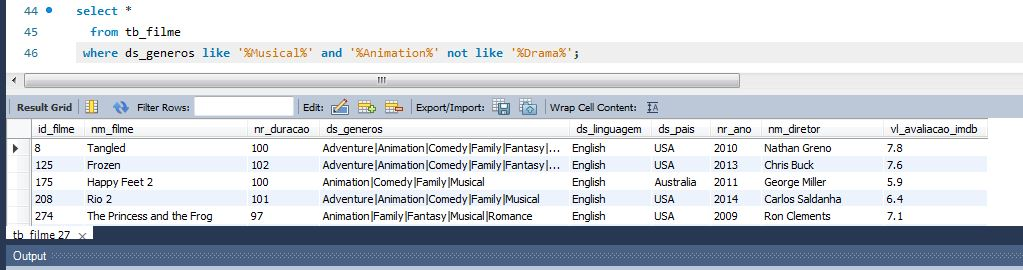 44 select *
45 from tb_filme
46 where ds_generos like '%Musical%' and '%Animation%' not like '%Drama%';
Result Grid Filter Rows: Edit: Export/Import: Wrap Cell Content: IA
id_filme nm_filme nr_duracao ds_generos ds_linguagem ds_pais nr_ano nm_diretor vl_avaliacao_imdb
8 Tangled 100 Adventure|Animation|Comedy|Family|Fantasy|... English USA 2010 Nathan Greno 7.8
125 Frozen 102 Adventure|Animation|Comedy|Family|Fantasy|... English USA 2013 Chris Buck 7.6
175 Happy Feet 2 100 Animation|Comedy|Family|Musical English Australia 2011 George Miller 5.9
208 Rio 2 101 Adventure|Animation|Comedy|Family|Musical English USA 2014 Carlos Saldanha 6.4
274 The Princess and the Frog 97 Animation|Family|Fantasy|Musical|Romance English USA 2009 Ron Clements 7.1
tb_filme 27
Output